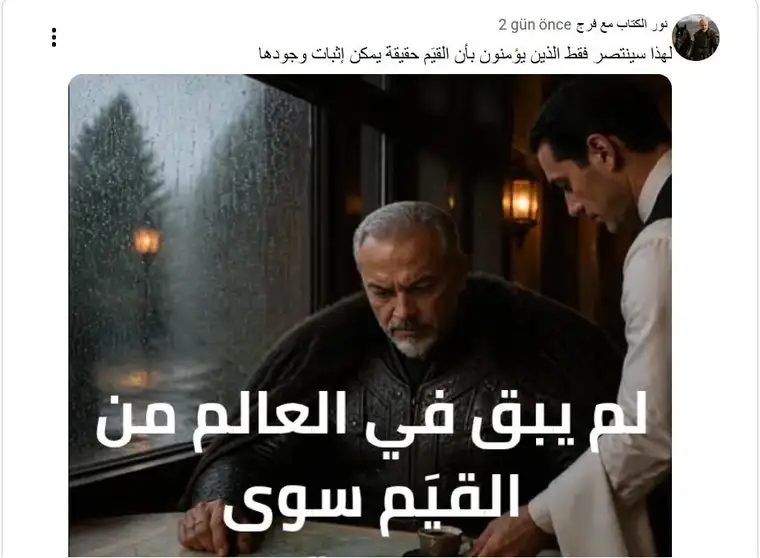 نور الكتاب مع فرج 2 gün önce
لهذا سينتصر فقط الذين يؤمنون بأن القيَم حقيقة يمكن إثبات وجودها
لم يبق في العالم من
القيَم سوى